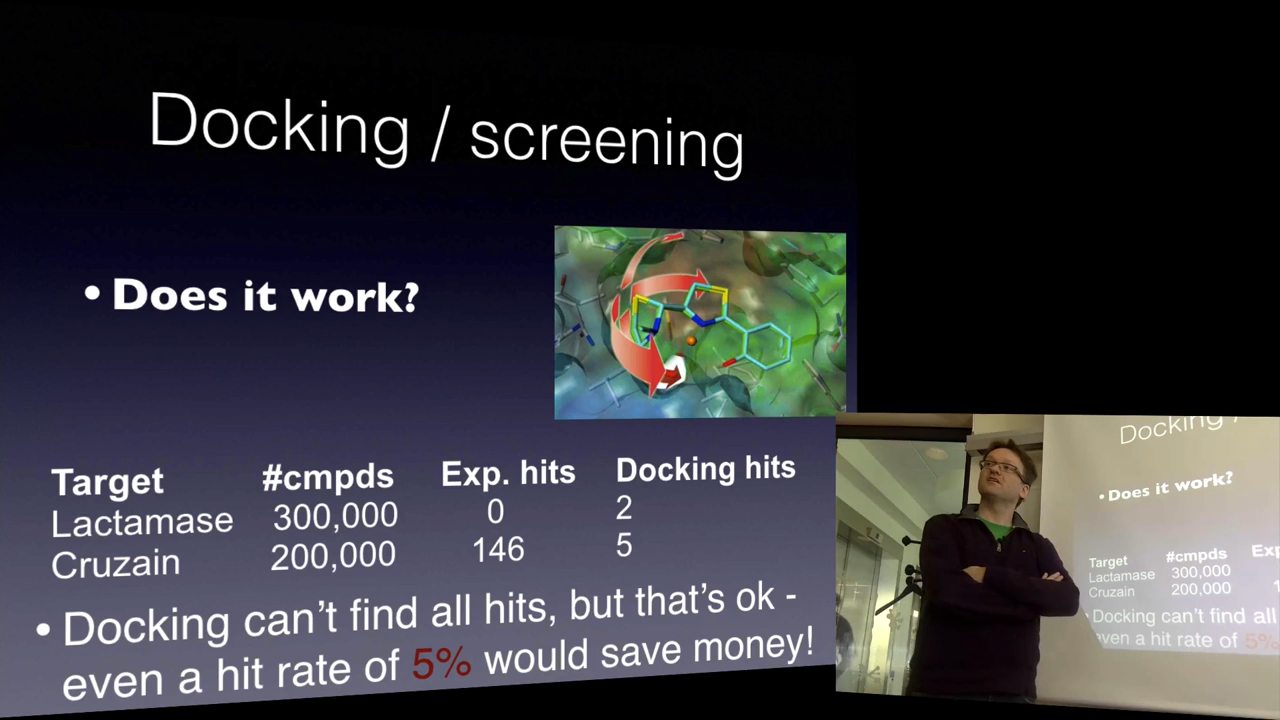 Docking / screening
• Does it work?
Target #cmpds Exp. hits Docking hits
Lactamase 300,000 0 2
Cruzain 200,000 146 5
• Docking can't find all hits, but that's ok -
even a hit rate of 5% would save money!
Docking /
• Does it work?
Target #cmpds Exp
Lactamase 300,000
Cruzain 200,000
Docking can't find all
even a hit rate of 5%